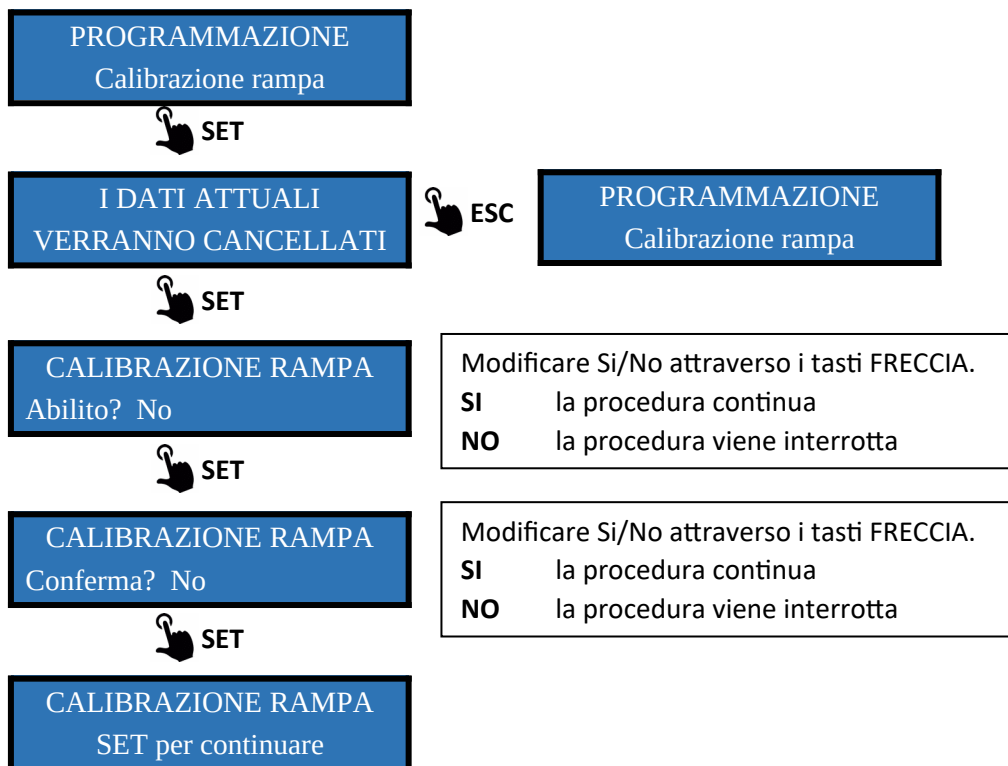 PROGRAMMAZIONE
Calibrazione rampa
SET
I DATI ATTUALI
VERRANNO CANCELLATI
ESC
PROGRAMMAZIONE
Calibrazione rampa
SET
CALIBRAZIONE RAMPA
Abilito? No
Modificare Si/No attraverso i tasti FRECCIA.
SI la procedura continua
NO la procedura viene interrotta
SET
CALIBRAZIONE RAMPA
Conferma? No
Modificare Si/No attraverso i tasti FRECCIA.
SI la procedura continua
NO la procedura viene interrotta
SET
CALIBRAZIONE RAMPA
SET per continuare